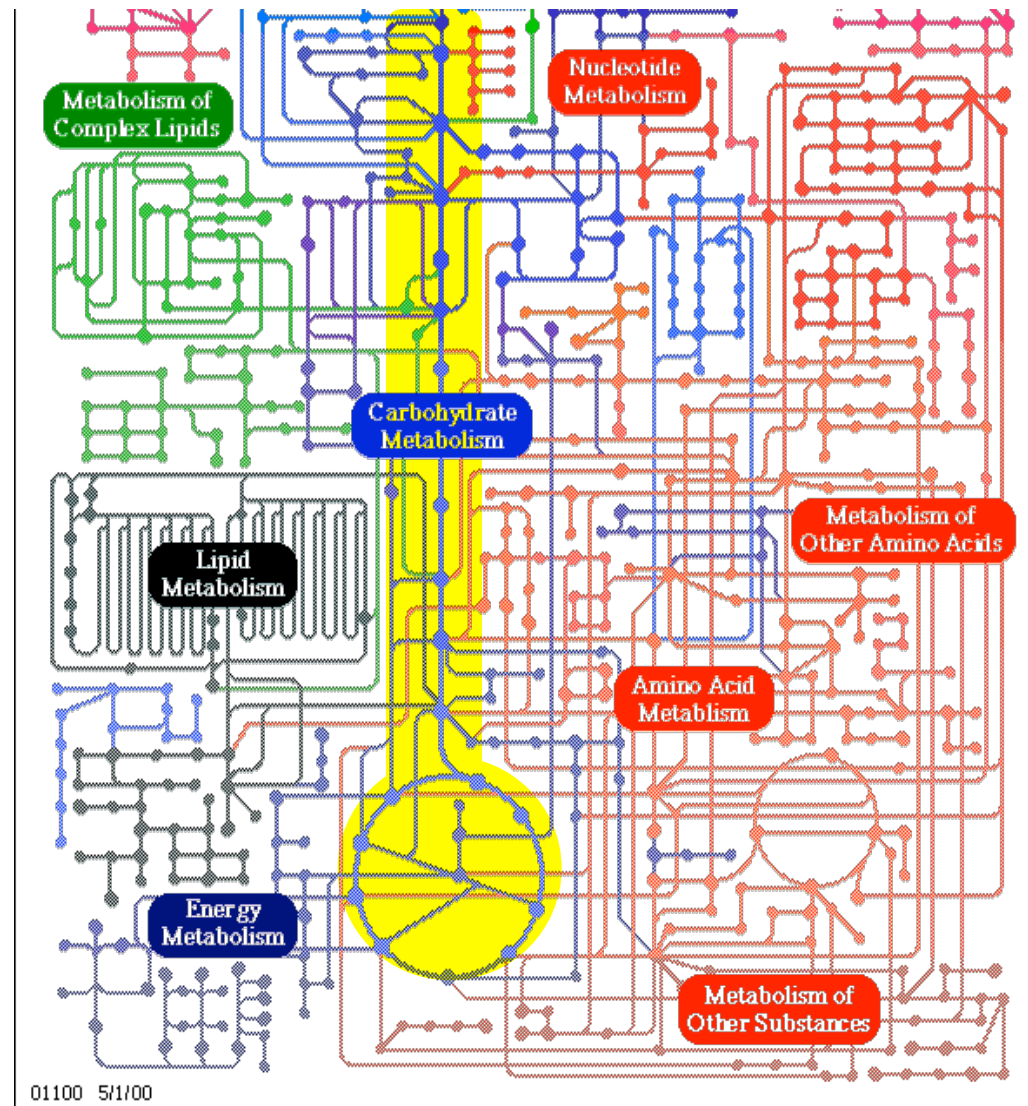 Nucleotide
Metabolism
Metabolism of
Complex Lipids
Carbohydrate
Metabolism
Metabolism of
Other Amino Acids
Lipid
Metabolism
Amino Acid
Metablism
Energy
Metabolism
Metabolism of
Other Substances
01100 5/1/00